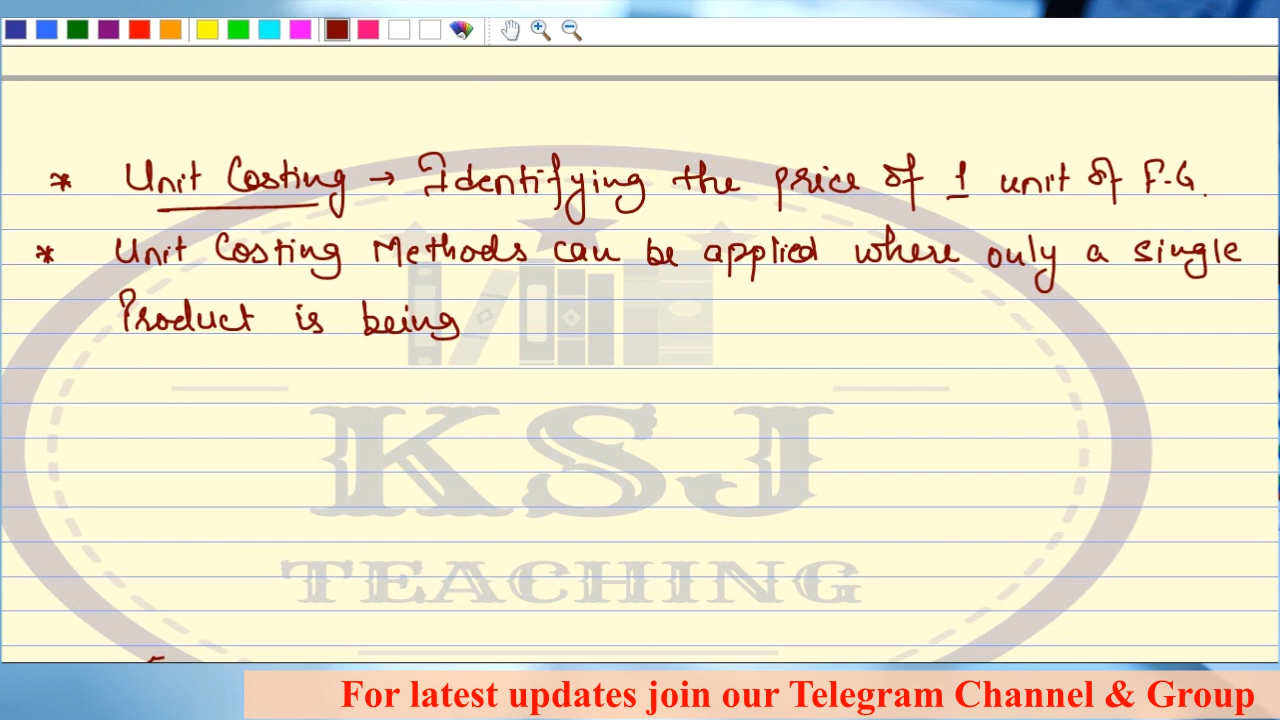 * Unit Costing → Identifying the price of 1 unit of F.G.
* Unit Costing Methods can be applied where only a single
Product is being
KSJ
TEACHING
For latest updates join our Telegram Channel & Group